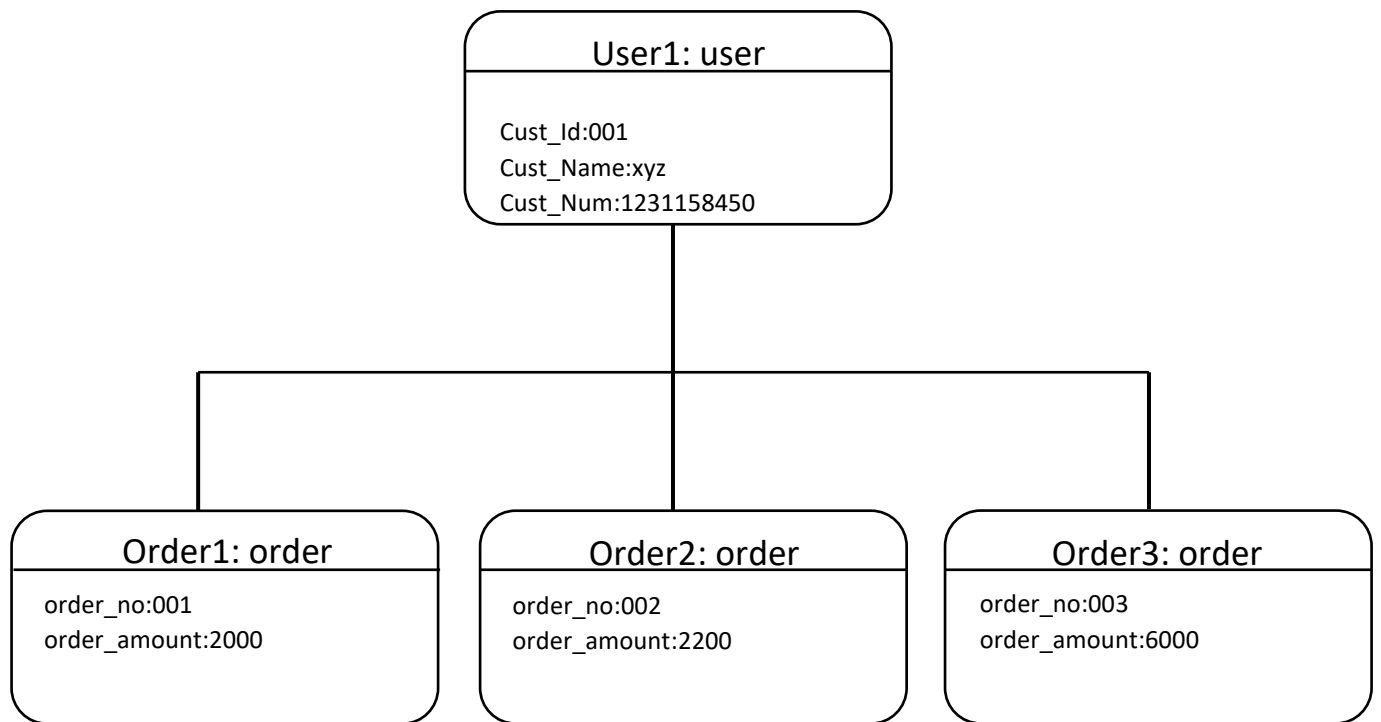 User1: user
Cust_Id:001
Cust_Name:xyz
Cust_Num:1231158450
Order1: order
order_no:001
order_amount:2000
Order2: order
order_no:002
order_amount:2200
Order3: order
order_no:003
order_amount:6000